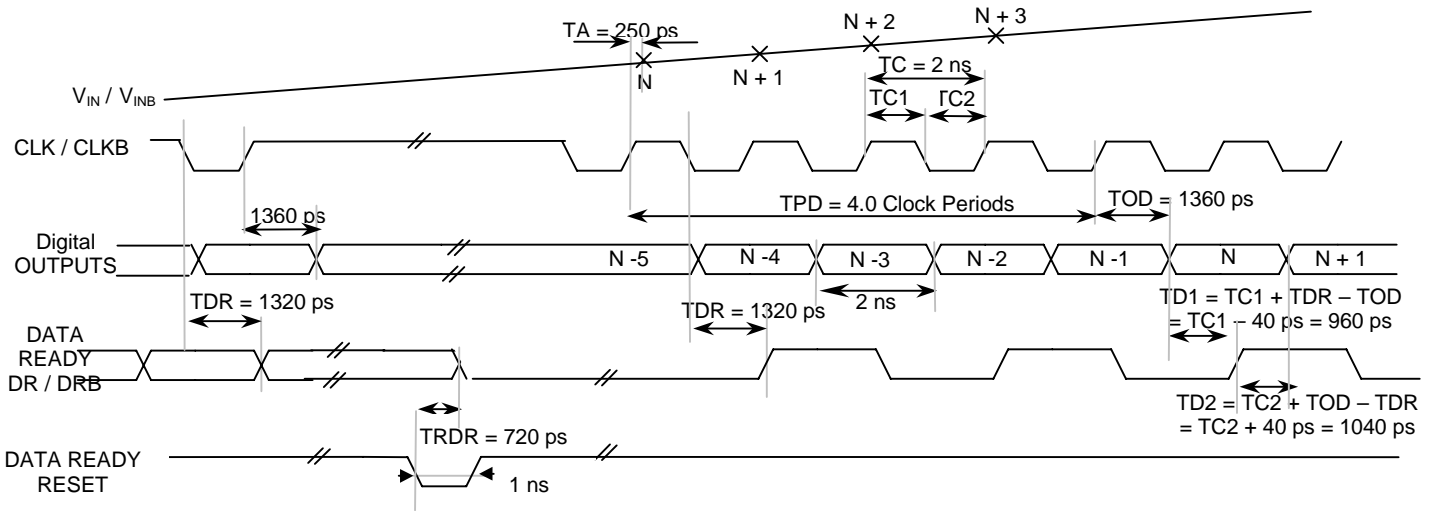 TA = 250 ps
N + 2
N + 3
N
N + 1
TC = 2 ns
VIN / VINB
TC1
TC2
CLK / CLKB
TPD = 4.0 Clock Periods
TOD = 1360 ps
1360 ps
Digital
OUTPUTS
N -5
N -4
N -3
N -2
N -1
N
N + 1
TDR = 1320 ps
TDR = 1320 ps
2 ns
TD1 = TC1 + TDR – TOD
= TC1 – 40 ps = 960 ps
DATA
READY
DR / DRB
TD2 = TC2 + TOD – TDR
= TC2 + 40 ps = 1040 ps
TRDR = 720 ps
DATA READY
RESET
1 ns